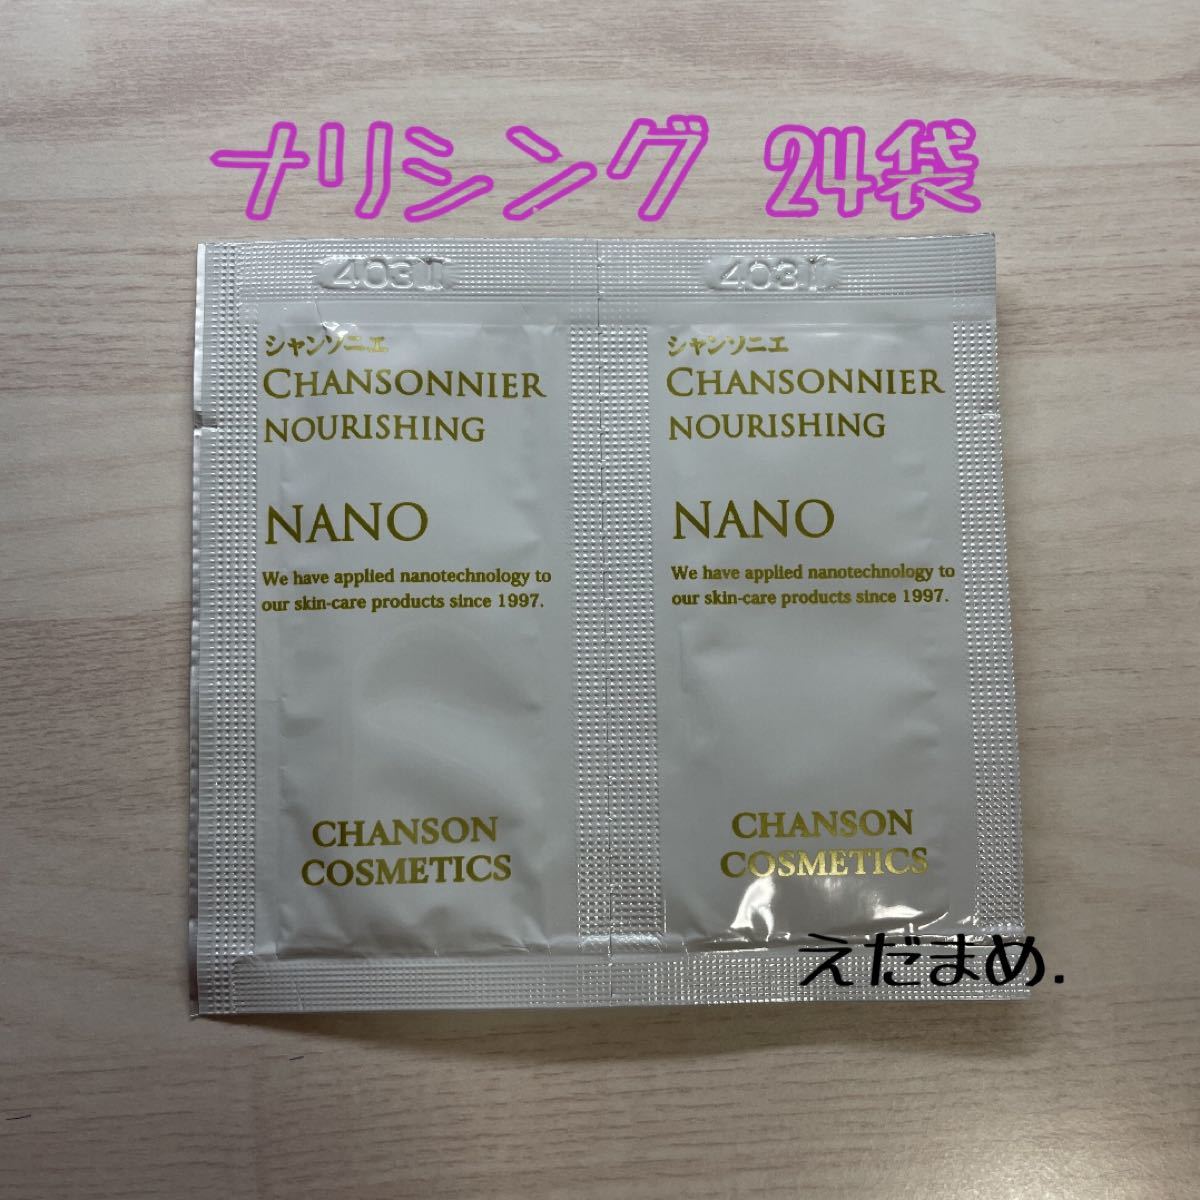 ナリシング 24袋
403
403
シャンソニエ
CHANSONNIER
NOURISHING
NANO
We have applied nanotechnology to
our skin-care products since 1997.
CHANSON
COSMETICS
シャンソニエ
CHANSONNIER
NOURISHING
NANO
We have applied nanotechnology to
our skin-care products since 1997.
CHANSON
COSMETICS
えだまめ.